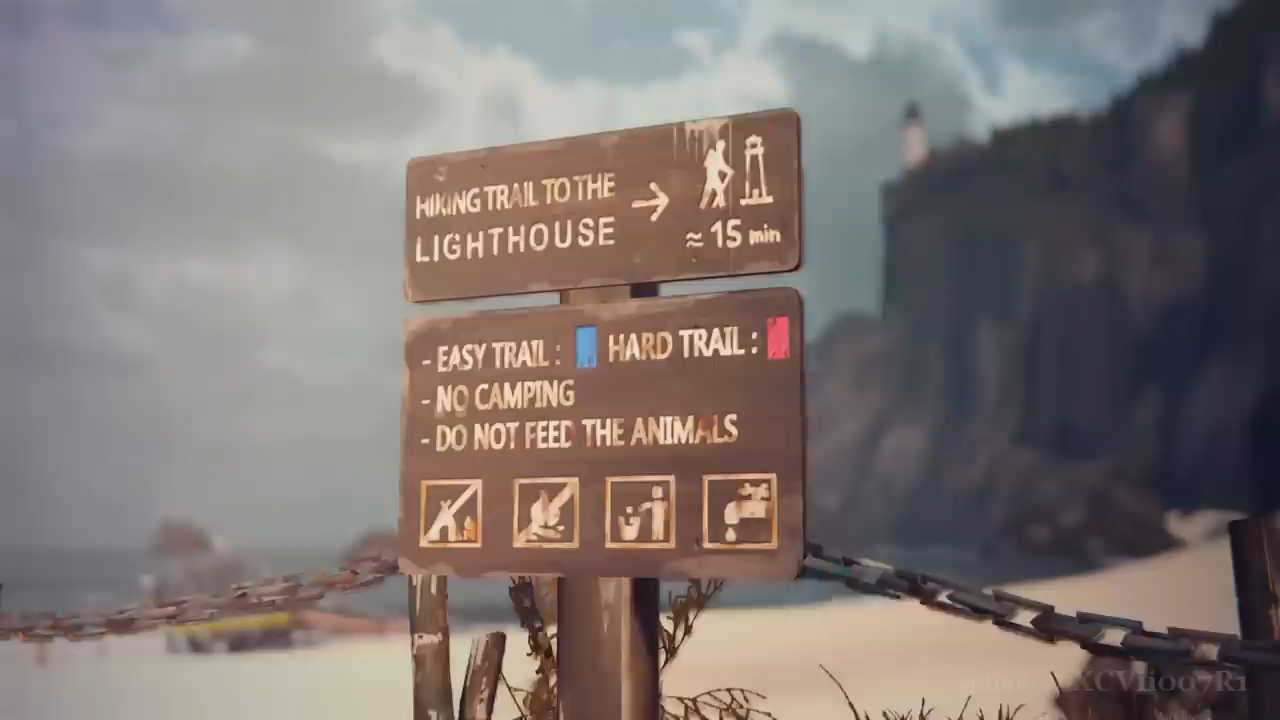 HIKING TRAIL TO THE
LIGHTHOUSE
≈ 15 min
- EASY TRAIL : HARD TRAIL :
- NO CAMPING
- DO NOT FEED THE ANIMALS